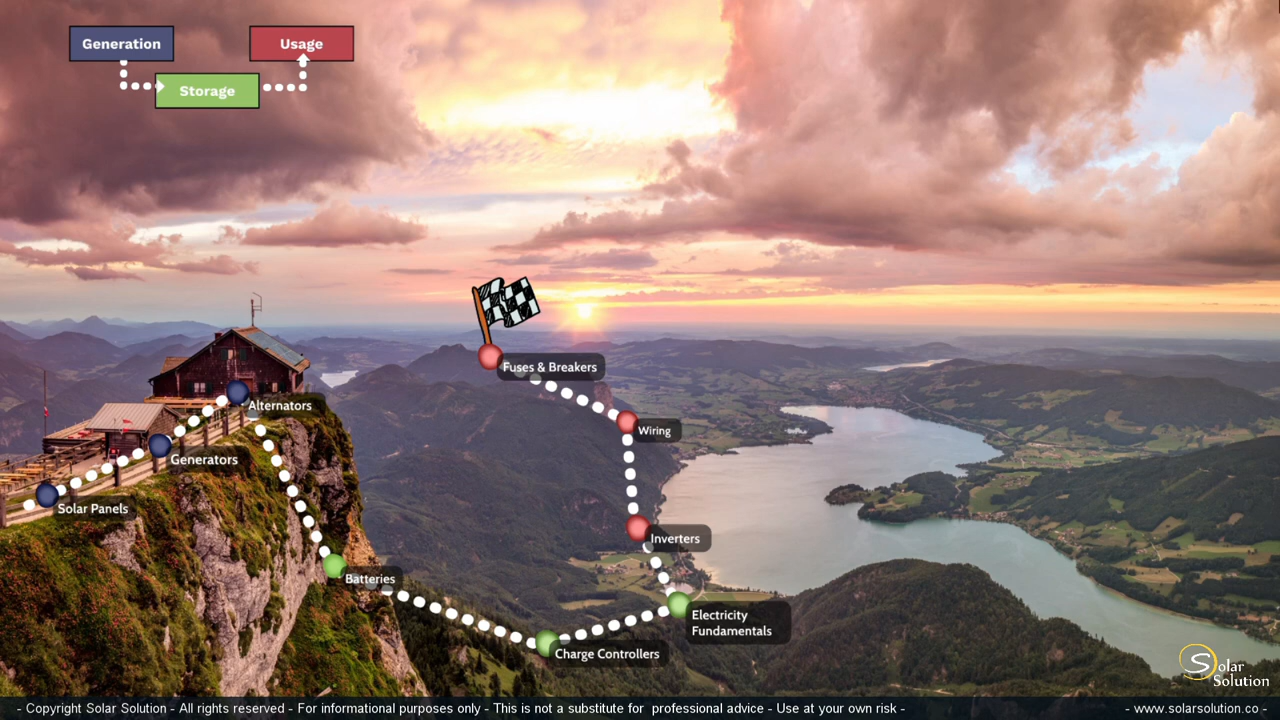 Generation
Usage
Storage
Fuses & Breakers
Alternators
Wiring
Generators
Solar Panels
Inverters
Batteries
Electricity
Fundamentals
Charge Controllers
Solar
Solution
- Copyright Solar Solution - All rights reserved - For informational purposes only - This is not a substitute for  professional advice - Use at your own risk -
- www.solarsolution.co -